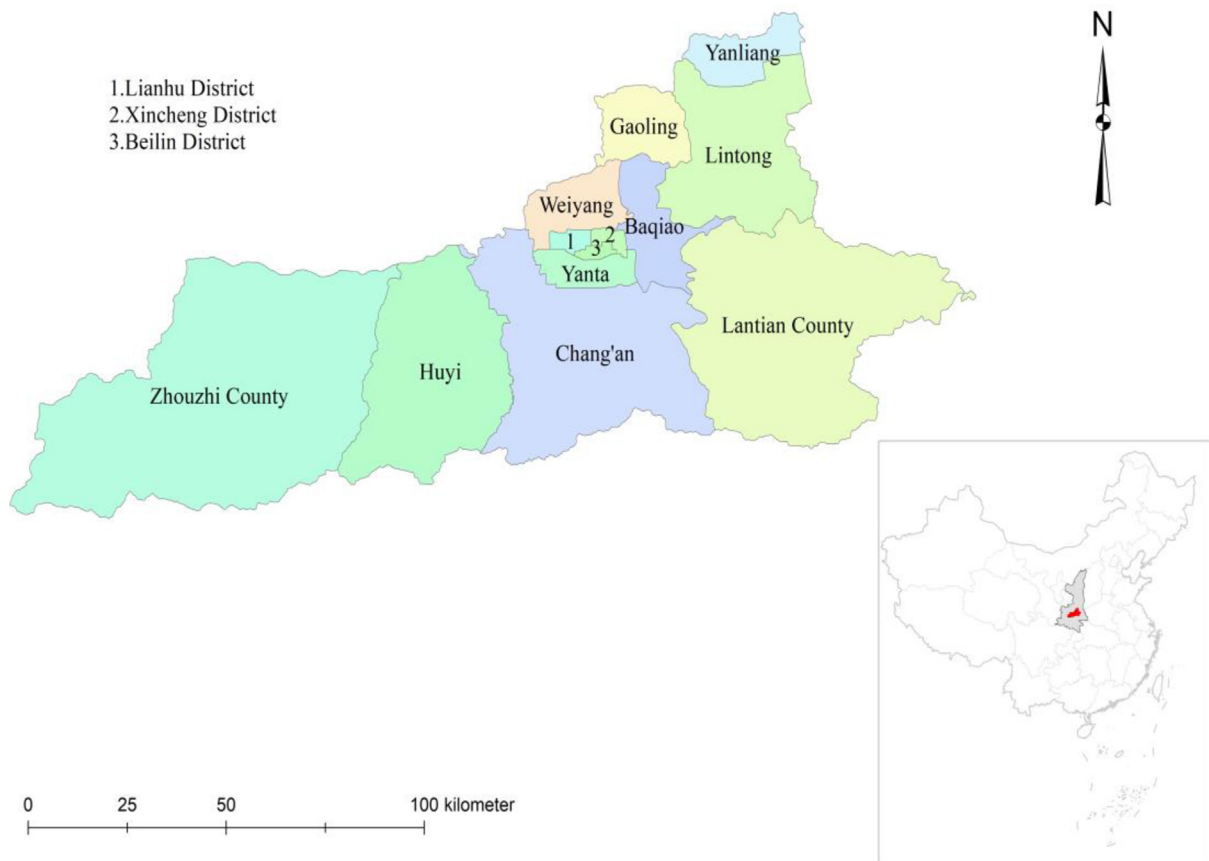 N
1.Lianhu District
2.Xincheng District
3.Beilin District
Yanliang
Gaoling
Lintong
Weiyang
Baqiao
1
2
3
Yanta
Lantian County
Chang'an
Huyi
Zhouzhi County
0 25 50 100 kilometer